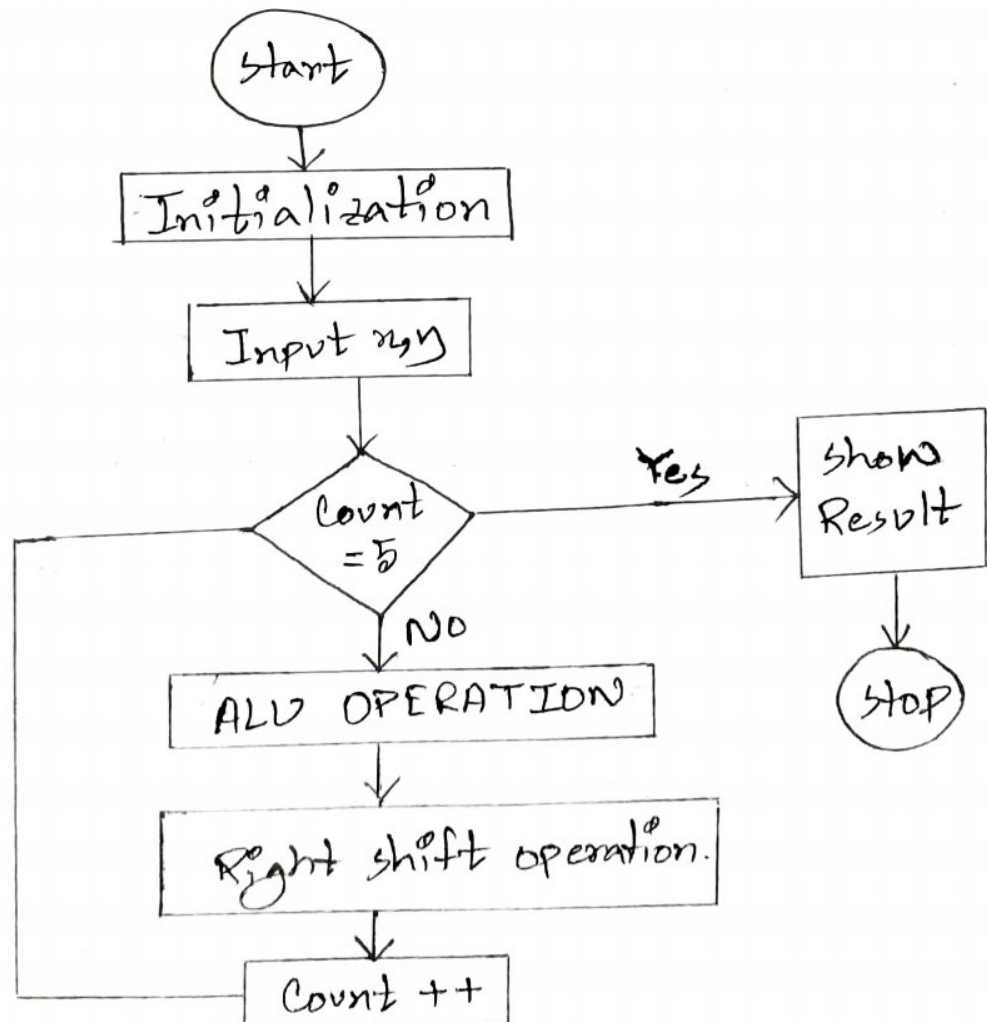 Start
Initialization
Input x,y
Count
=5
Yes
Show
Result
Stop
No
ALU OPERATION
Right shift operation.
Count ++